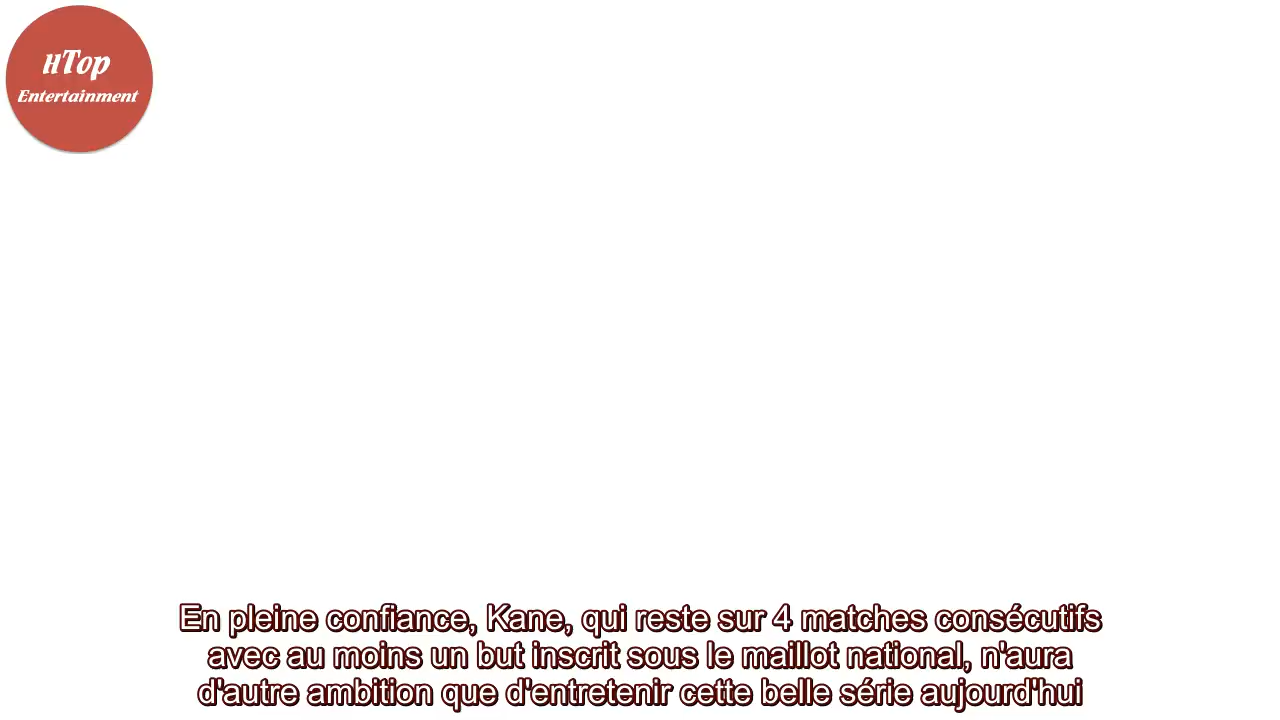 HTop
Entertainment
En pleine confiance, Kane, qui reste sur 4 matches consécutifs
avec au moins un but inscrit sous le maillot national, n'aura
d'autre ambition que d'entretenir cette belle série aujourd'hui